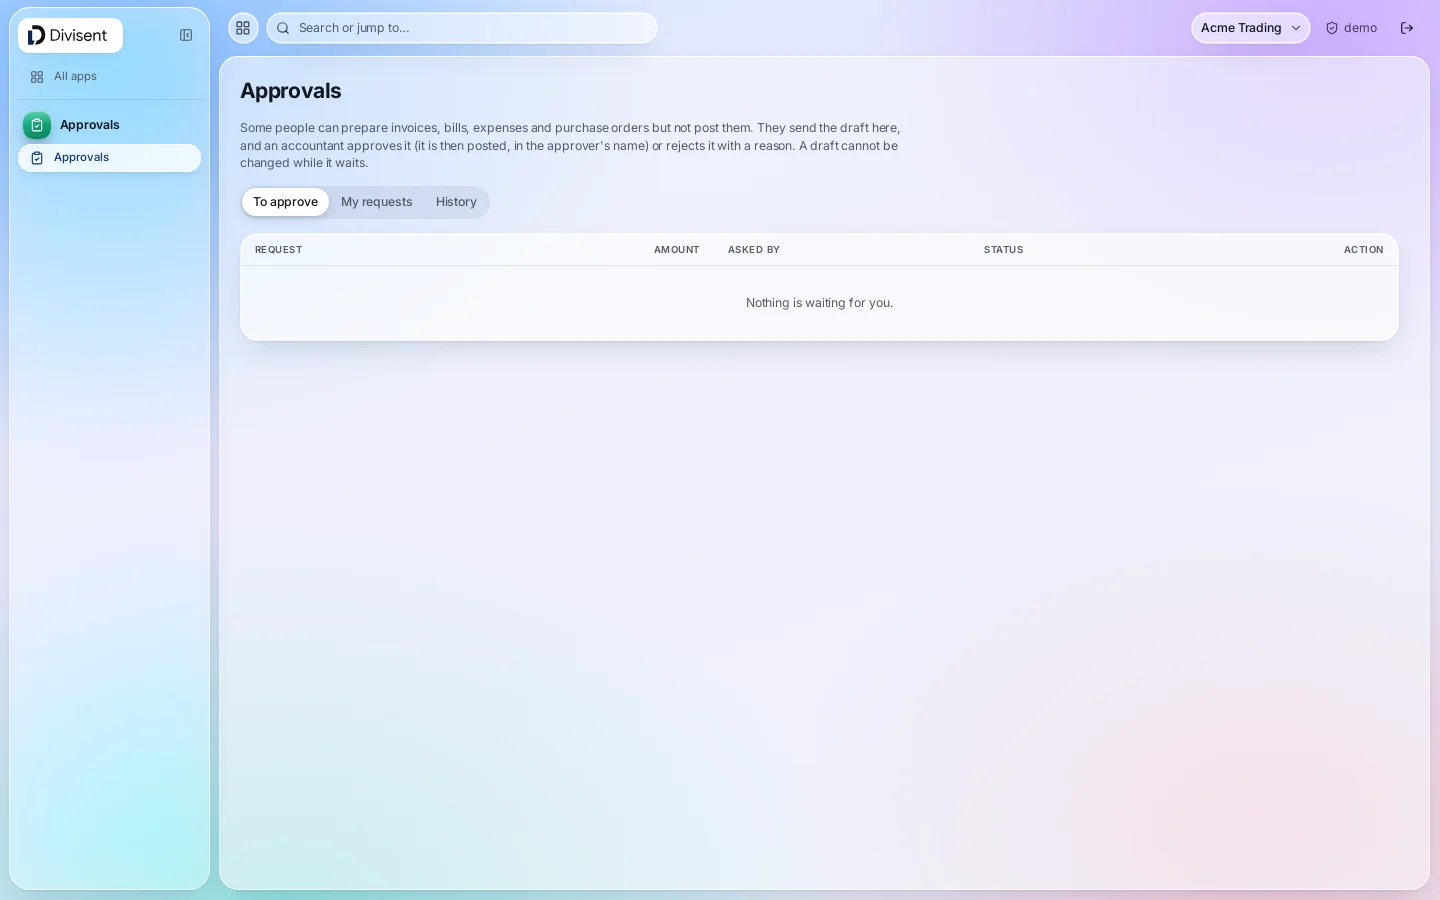 Divisent
Search or jump to...
Acme Trading
demo
All apps
Approvals
Approvals
Approvals
Some people can prepare invoices, bills, expenses and purchase orders but not post them. They send the draft here,
and an accountant approves it (it is then posted, in the approver's name) or rejects it with a reason. A draft cannot be
changed while it waits.
To approve My requests History
REQUEST AMOUNT ASKED BY STATUS ACTION
Nothing is waiting for you.